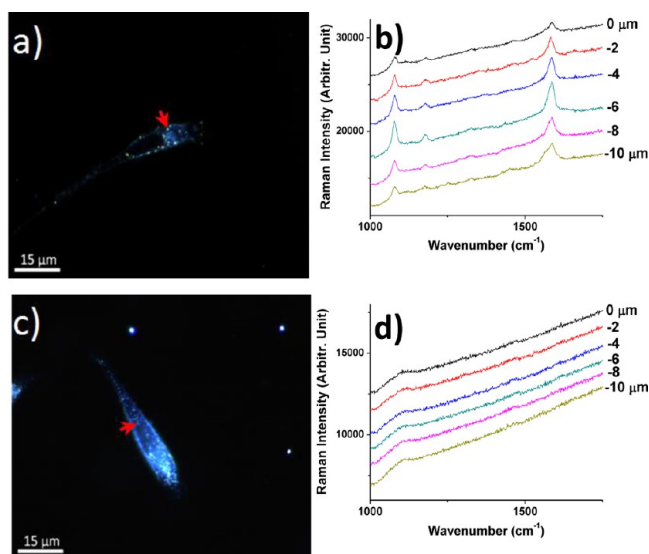 a)
15 µm
b)
Raman Intensity (Arbitr. Unit)
30000
20000
1000
1500
Wavenumber (cm-1)
0 µm
-2
-4
-6
-8
-10 µm
c)
15 µm
d)
Raman Intensity (Arbitr. Unit)
15000
10000
1000
1500
Wavenumber (cm-1)
0 µm
-2
-4
-6
-8
-10 µm